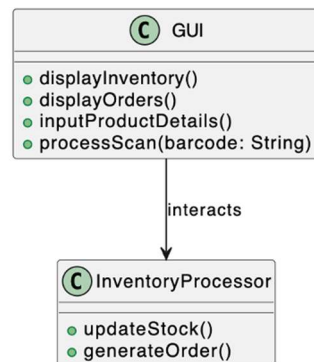 C GUI
displayInventory()
displayOrders()
inputProductDetails()
processScan(barcode: String)
interacts
C InventoryProcessor
updateStock()
generateOrder()